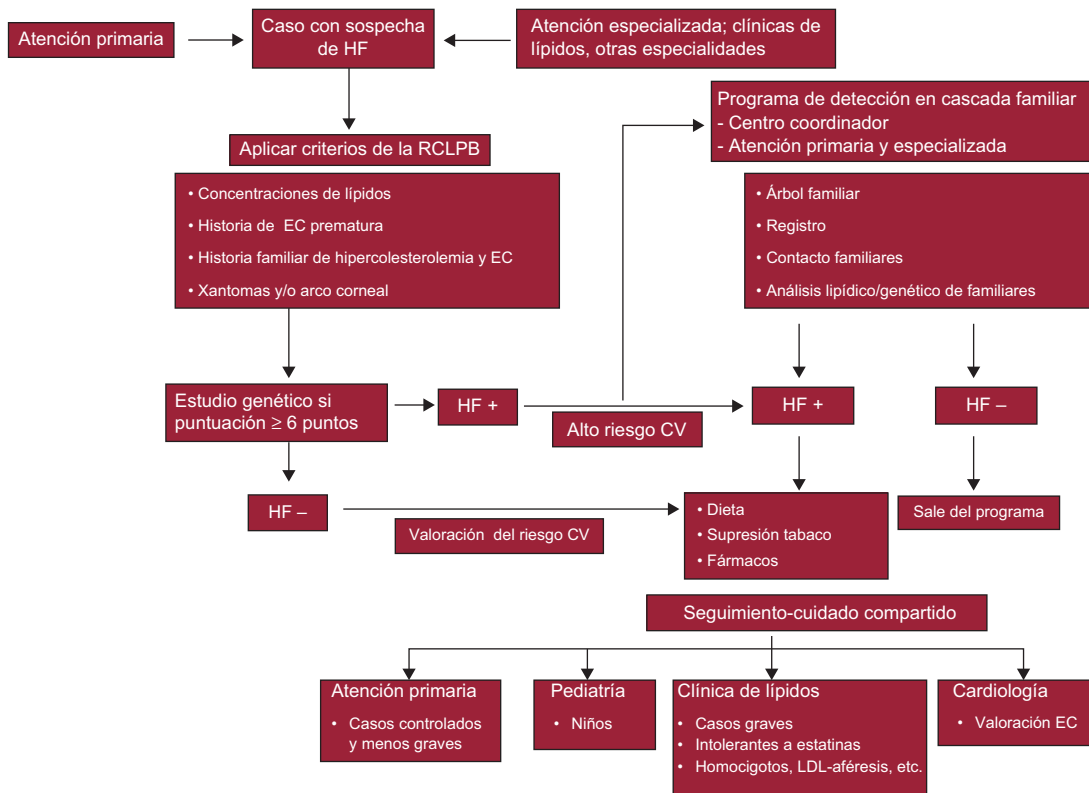 Atención primaria
Caso con sospecha
de HF
Atención especializada; clínicas de
lípidos, otras especialidades
Programa de detección en cascada familiar
- Centro coordinador
- Atención primaria y especializada
Aplicar criterios de la RCLPB
• Concentraciones de lípidos
• Historia de EC prematura
• Historia familiar de hipercolesterolemia y EC
• Xantomas y/o arco corneal
• Árbol familiar
• Registro
• Contacto familiares
• Análisis lipídico/genético de familiares
Estudio genético si
puntuación ≥ 6 puntos
HF +
Alto riesgo CV
HF +
HF –
HF –
Valoración del riesgo CV
• Dieta
• Supresión tabaco
• Fármacos
Sale del programa
Seguimiento-cuidado compartido
Atención primaria
• Casos controlados
y menos graves
Pediatría
• Niños
Clínica de lípidos
• Casos graves
• Intolerantes a estatinas
• Homocigotos, LDL-aféresis, etc.
Cardiología
• Valoración EC